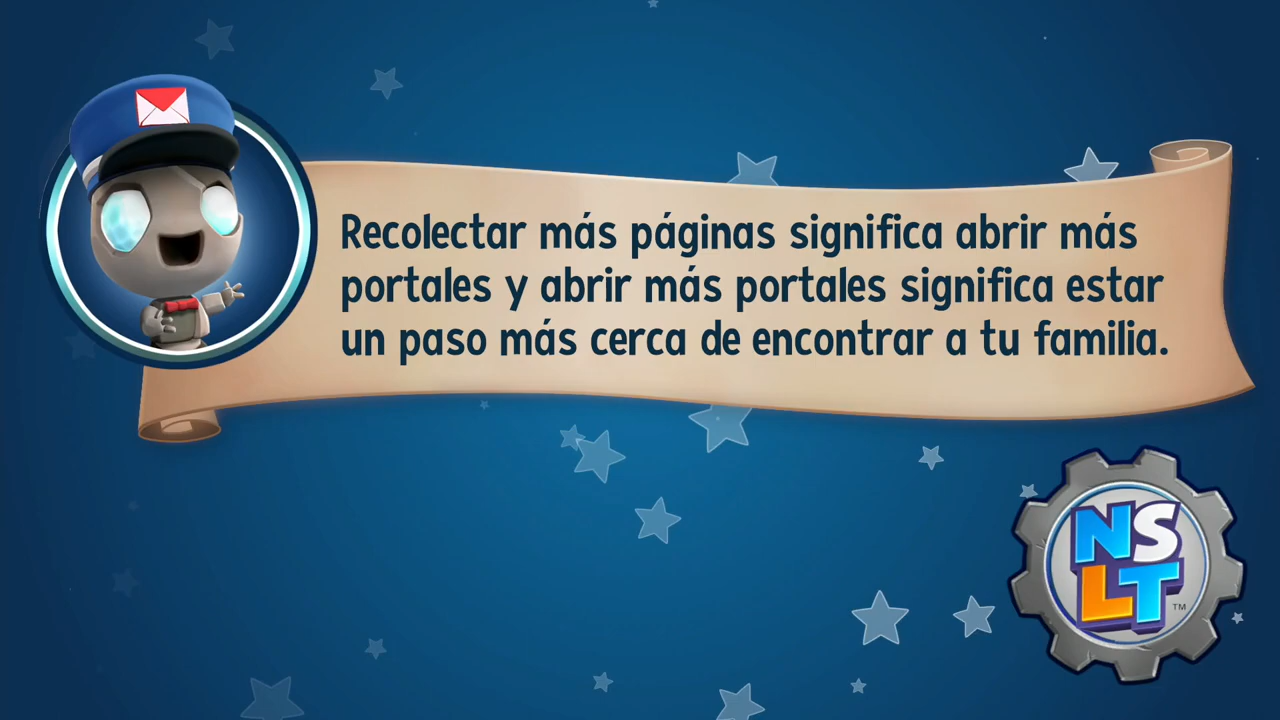 Recolectar más páginas significa abrir más
portales y abrir más portales significa estar
un paso más cerca de encontrar a tu familia.
NS
LT
TM